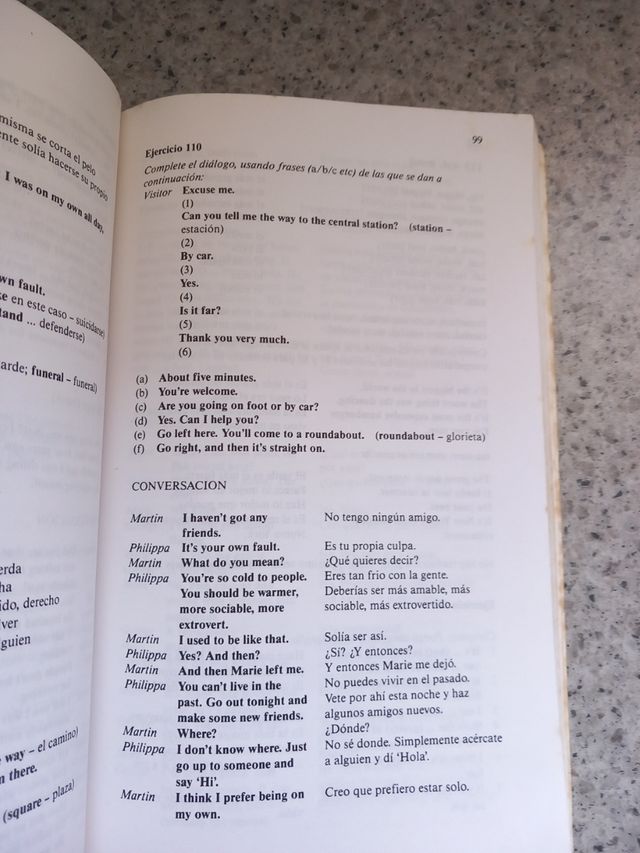 misma se corta el pelo
ente solía hacerse su propio
I was on my own all day,
wn fault.
en este caso – suicidarse)
land ... defenderse)
arde; funeral – funeral)
erda
ha
ido, derecho
ver
guien
way – el camino)
n there.
(square – plaza)
99
Ejercicio 110
Complete el diálogo, usando frases (a/b/c etc) de las que se dan a
continuación:
Visitor Excuse me.
(1)
Can you tell me the way to the central station? (station –
estación)
(2)
By car.
(3)
Yes.
(4)
Is it far?
(5)
Thank you very much.
(6)
(a) About five minutes.
(b) You're welcome.
(c) Are you going on foot or by car?
(d) Yes. Can I help you?
(e) Go left here. You'll come to a roundabout. (roundabout – glorieta)
(f) Go right, and then it's straight on.
CONVERSACION
Martin I haven't got any No tengo ningún amigo.
friends.
Philippa It's your own fault. Es tu propia culpa.
Martin What do you mean? ¿Qué quieres decir?
Philippa You're so cold to people. Eres tan frio con la gente.
You should be warmer, Deberías ser más amable, más
more sociable, more sociable, más extrovertido.
extrovert.
Martin I used to be like that. Solía ser así.
Philippa Yes? And then? ¿Sí? ¿Y entonces?
Martin And then Marie left me. Y entonces Marie me dejó.
Philippa You can't live in the No puedes vivir en el pasado.
past. Go out tonight and Vete por ahí esta noche y haz
make some new friends. algunos amigos nuevos.
Martin Where? ¿Dónde?
Philippa I don't know where. Just No sé donde. Simplemente acércate
go up to someone and a alguien y dí 'Hola'.
say 'Hi'.
Martin I think I prefer being on Creo que prefiero estar solo.
my own.